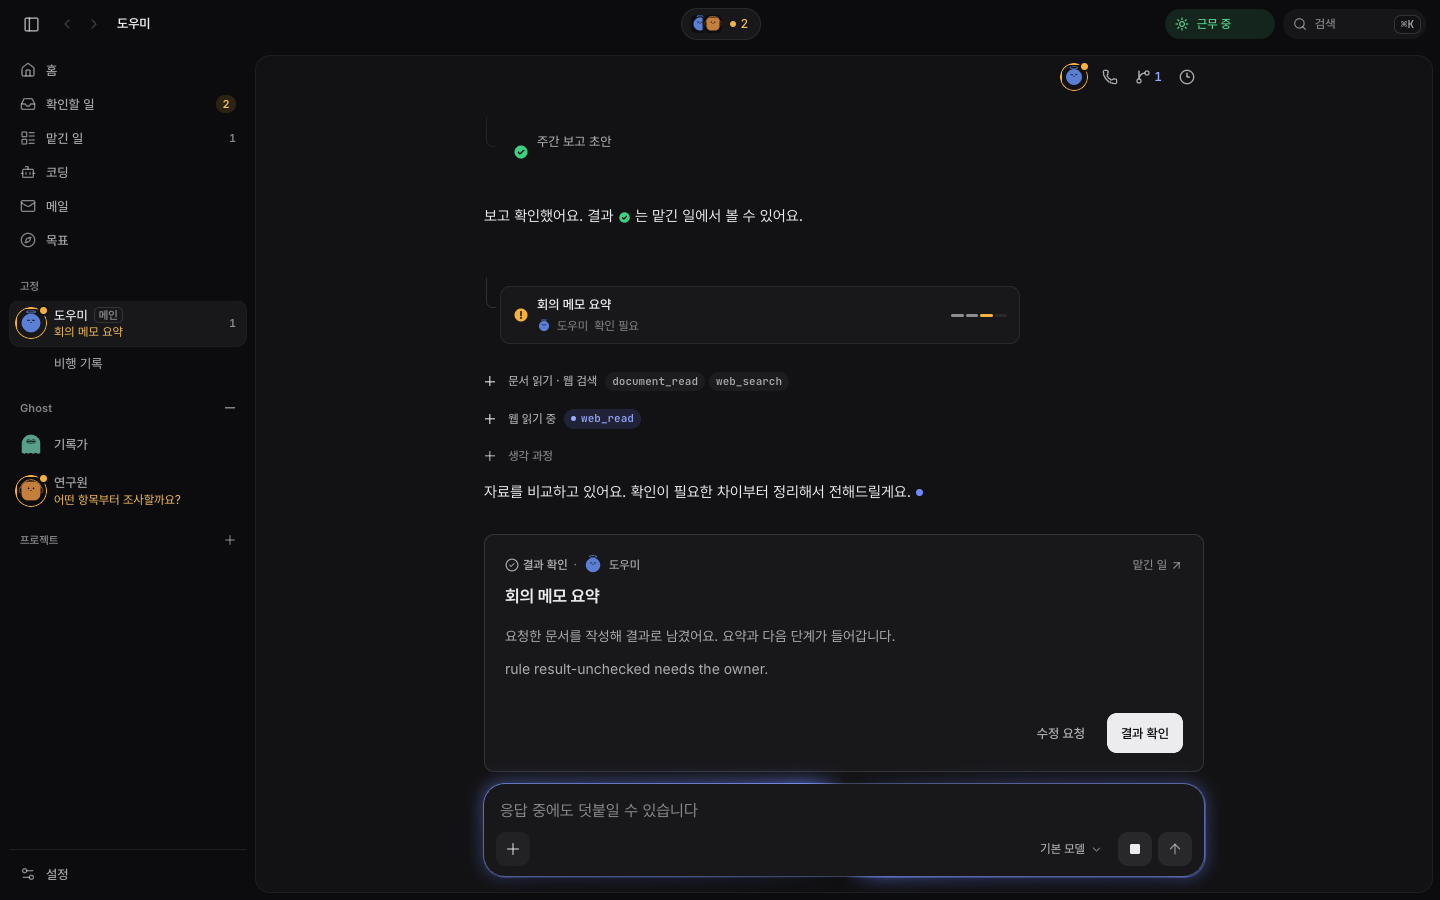 도우미
2
근무 중
검색
⌘K
홈
확인할 일
2
맡긴 일
1
코딩
메일
목표
고정
도우미 메인
회의 메모 요약
1
비행 기록
Ghost
기록가
연구원
어떤 항목부터 조사할까요?
프로젝트
설정
1
주간 보고 초안
보고 확인했어요. 결과 는 맡긴 일에서 볼 수 있어요.
회의 메모 요약
도우미 확인 필요
문서 읽기 · 웹 검색 document_read web_search
웹 읽기 중 web_read
생각 과정
자료를 비교하고 있어요. 확인이 필요한 차이부터 정리해서 전해드릴게요.
결과 확인 · 도우미
맡긴 일
회의 메모 요약
요청한 문서를 작성해 결과로 남겼어요. 요약과 다음 단계가 들어갑니다.
rule result-unchecked needs the owner.
수정 요청
결과 확인
응답 중에도 덧붙일 수 있습니다
기본 모델